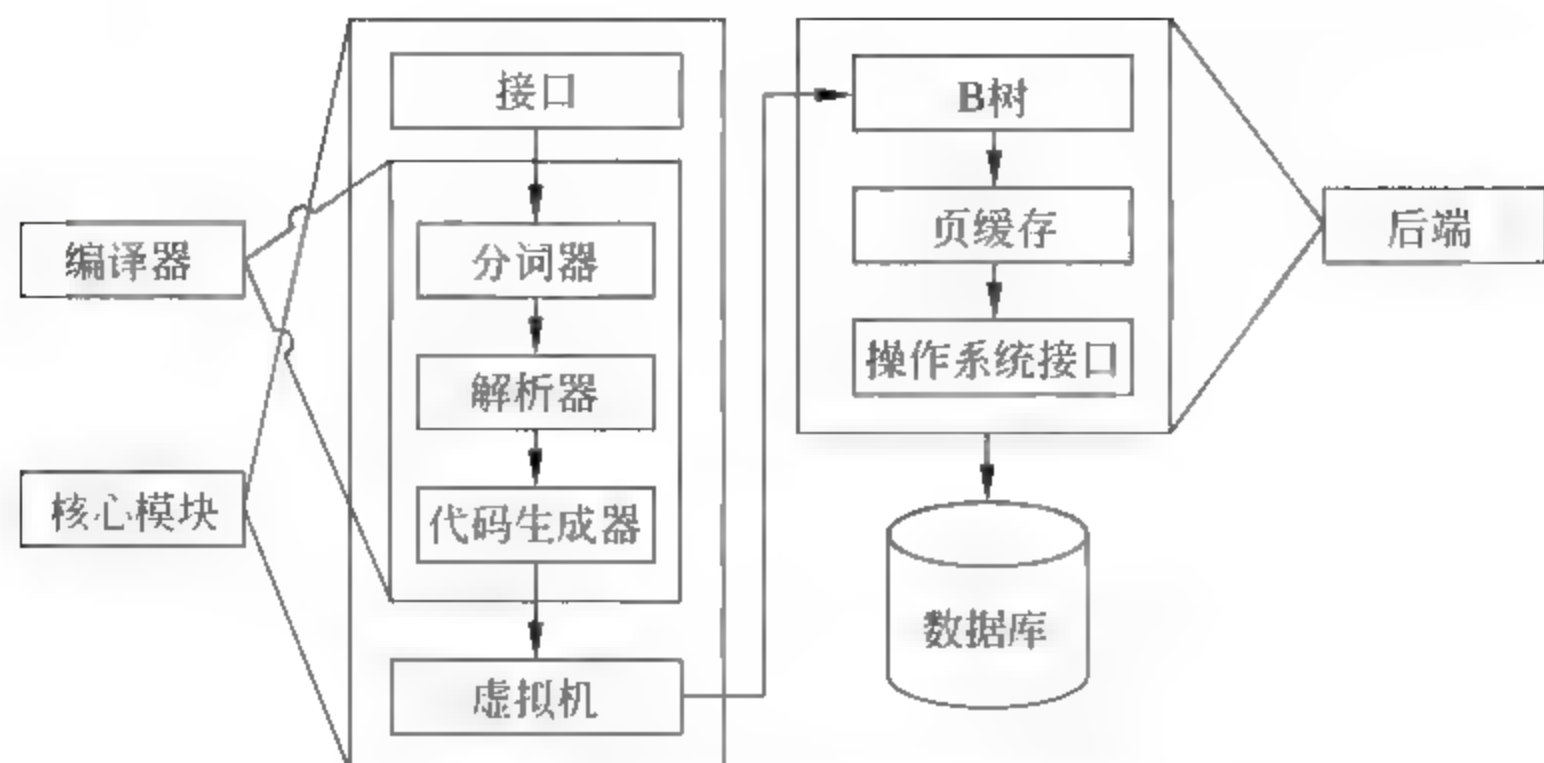 编译器
核心模块
接口
分词器
解析器
代码生成器
虚拟机
B树
页缓存
操作系统接口
数据库
后端